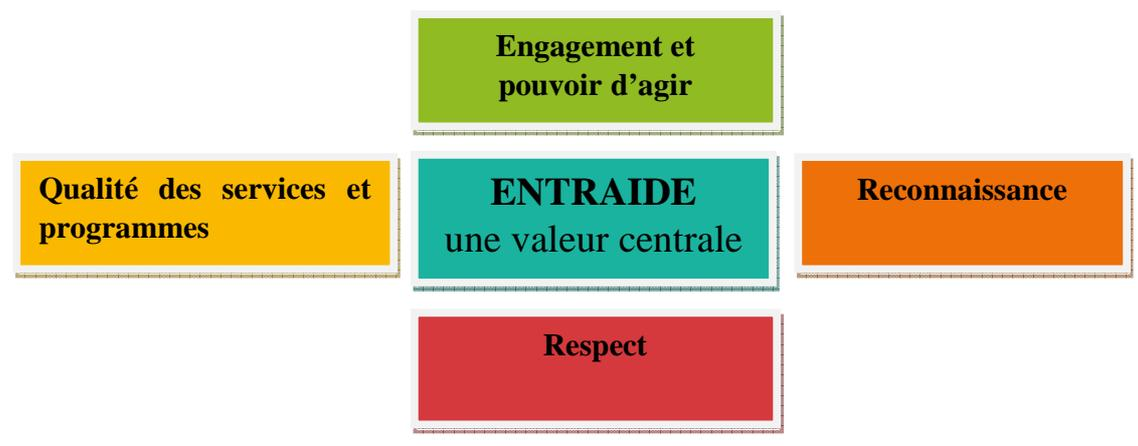 Engagement et
pouvoir d’agir
Qualité des services et
programmes
ENTRAIDE
une valeur centrale
Reconnaissance
Respect